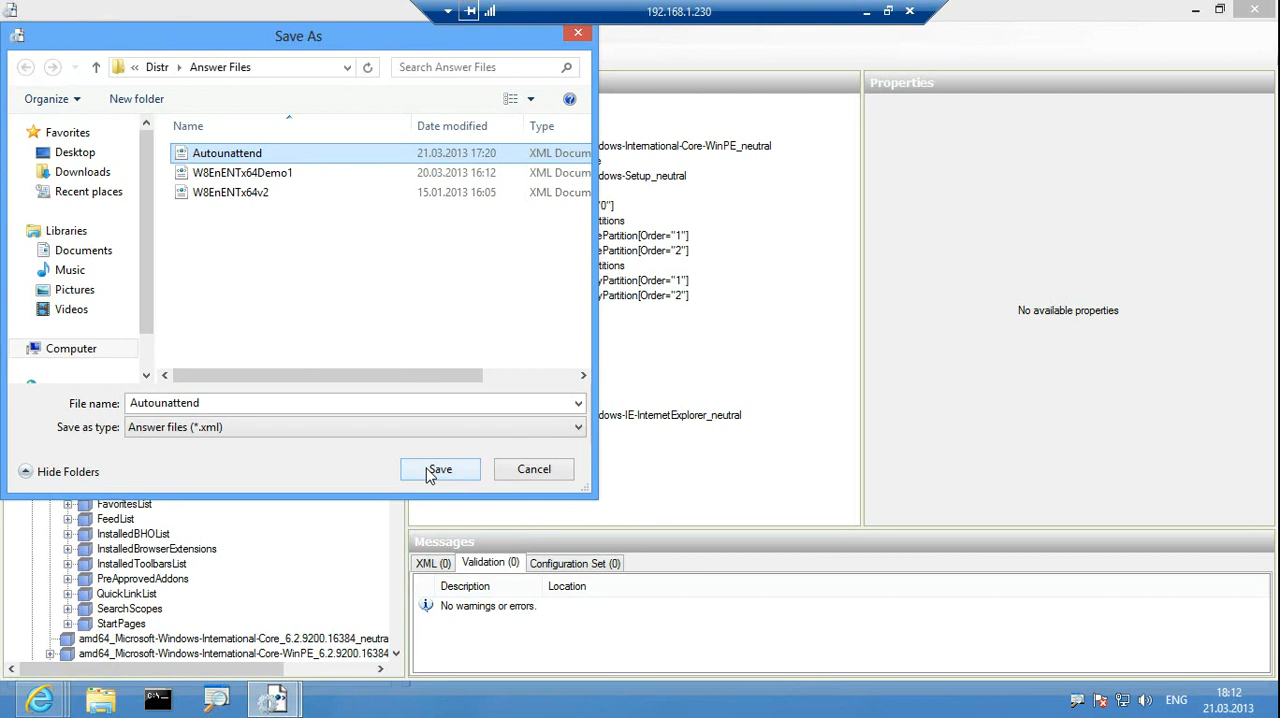 192.168.1.230
Save As
Distr
Answer Files
Search Answer Files
Organize
New folder
Name
Date modified
Type
Favorites
Desktop
Downloads
Recent places
Libraries
Documents
Music
Pictures
Videos
Computer
Autounattend 21.03.2013 17:20 XML Docum
W8EnENTx64Demo1 20.03.2013 16:12 XML Docum
W8EnENTx64v2 15.01.2013 16:05 XML Docum
File name: Autounattend
Save as type: Answer files (*.xml)
Hide Folders
Save
Cancel
dows-International-Core-WinPE_neutral
e
dows-Setup_neutral
"0"]
titions
ePartition[Order="1"]
ePartition[Order="2"]
titions
yPartition[Order="1"]
yPartition[Order="2"]
dows-IE-InternetExplorer_neutral
Properties
No available properties
FavoritesList
FeedList
InstalledBHOList
InstalledBrowserExtensions
InstalledToolbarsList
PreApprovedAddons
QuickLinkList
SearchScopes
StartPages
amd64_Microsoft-Windows-International-Core_6.2.9200.16384_neutra
amd64_Microsoft-Windows-International-Core-WinPE_6.2.9200.16384
Messages
XML (0)
Validation (0)
Configuration Set (0)
Description
Location
No warnings or errors.
ENG
18:12
21.03.2013